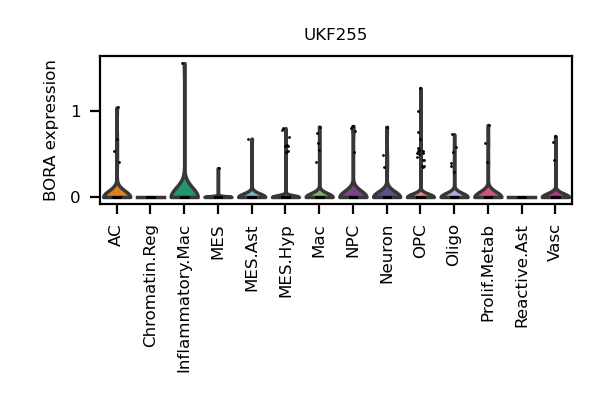 UKF255
BORA expression
1
0
AC
Chromatin.Reg
Inflammatory.Mac
MES
MES.Ast
MES.Hyp
Mac
NPC
Neuron
OPC
Oligo
Prolif.Metab
Reactive.Ast
Vasc